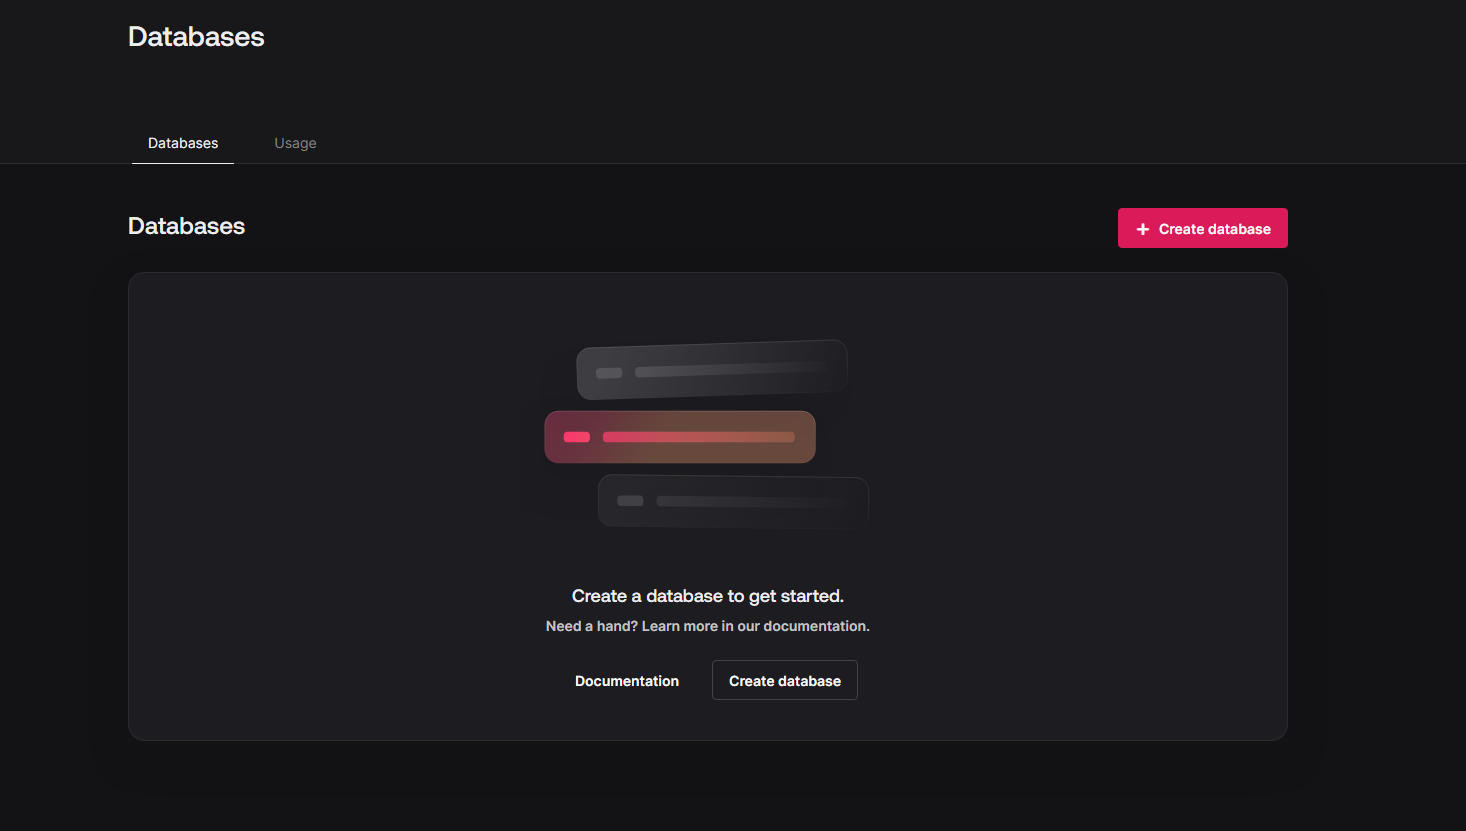 Databases
Databases
Usage
Databases
Create database
Create a database to get started.
Need a hand? Learn more in our documentation.
Documentation
Create database